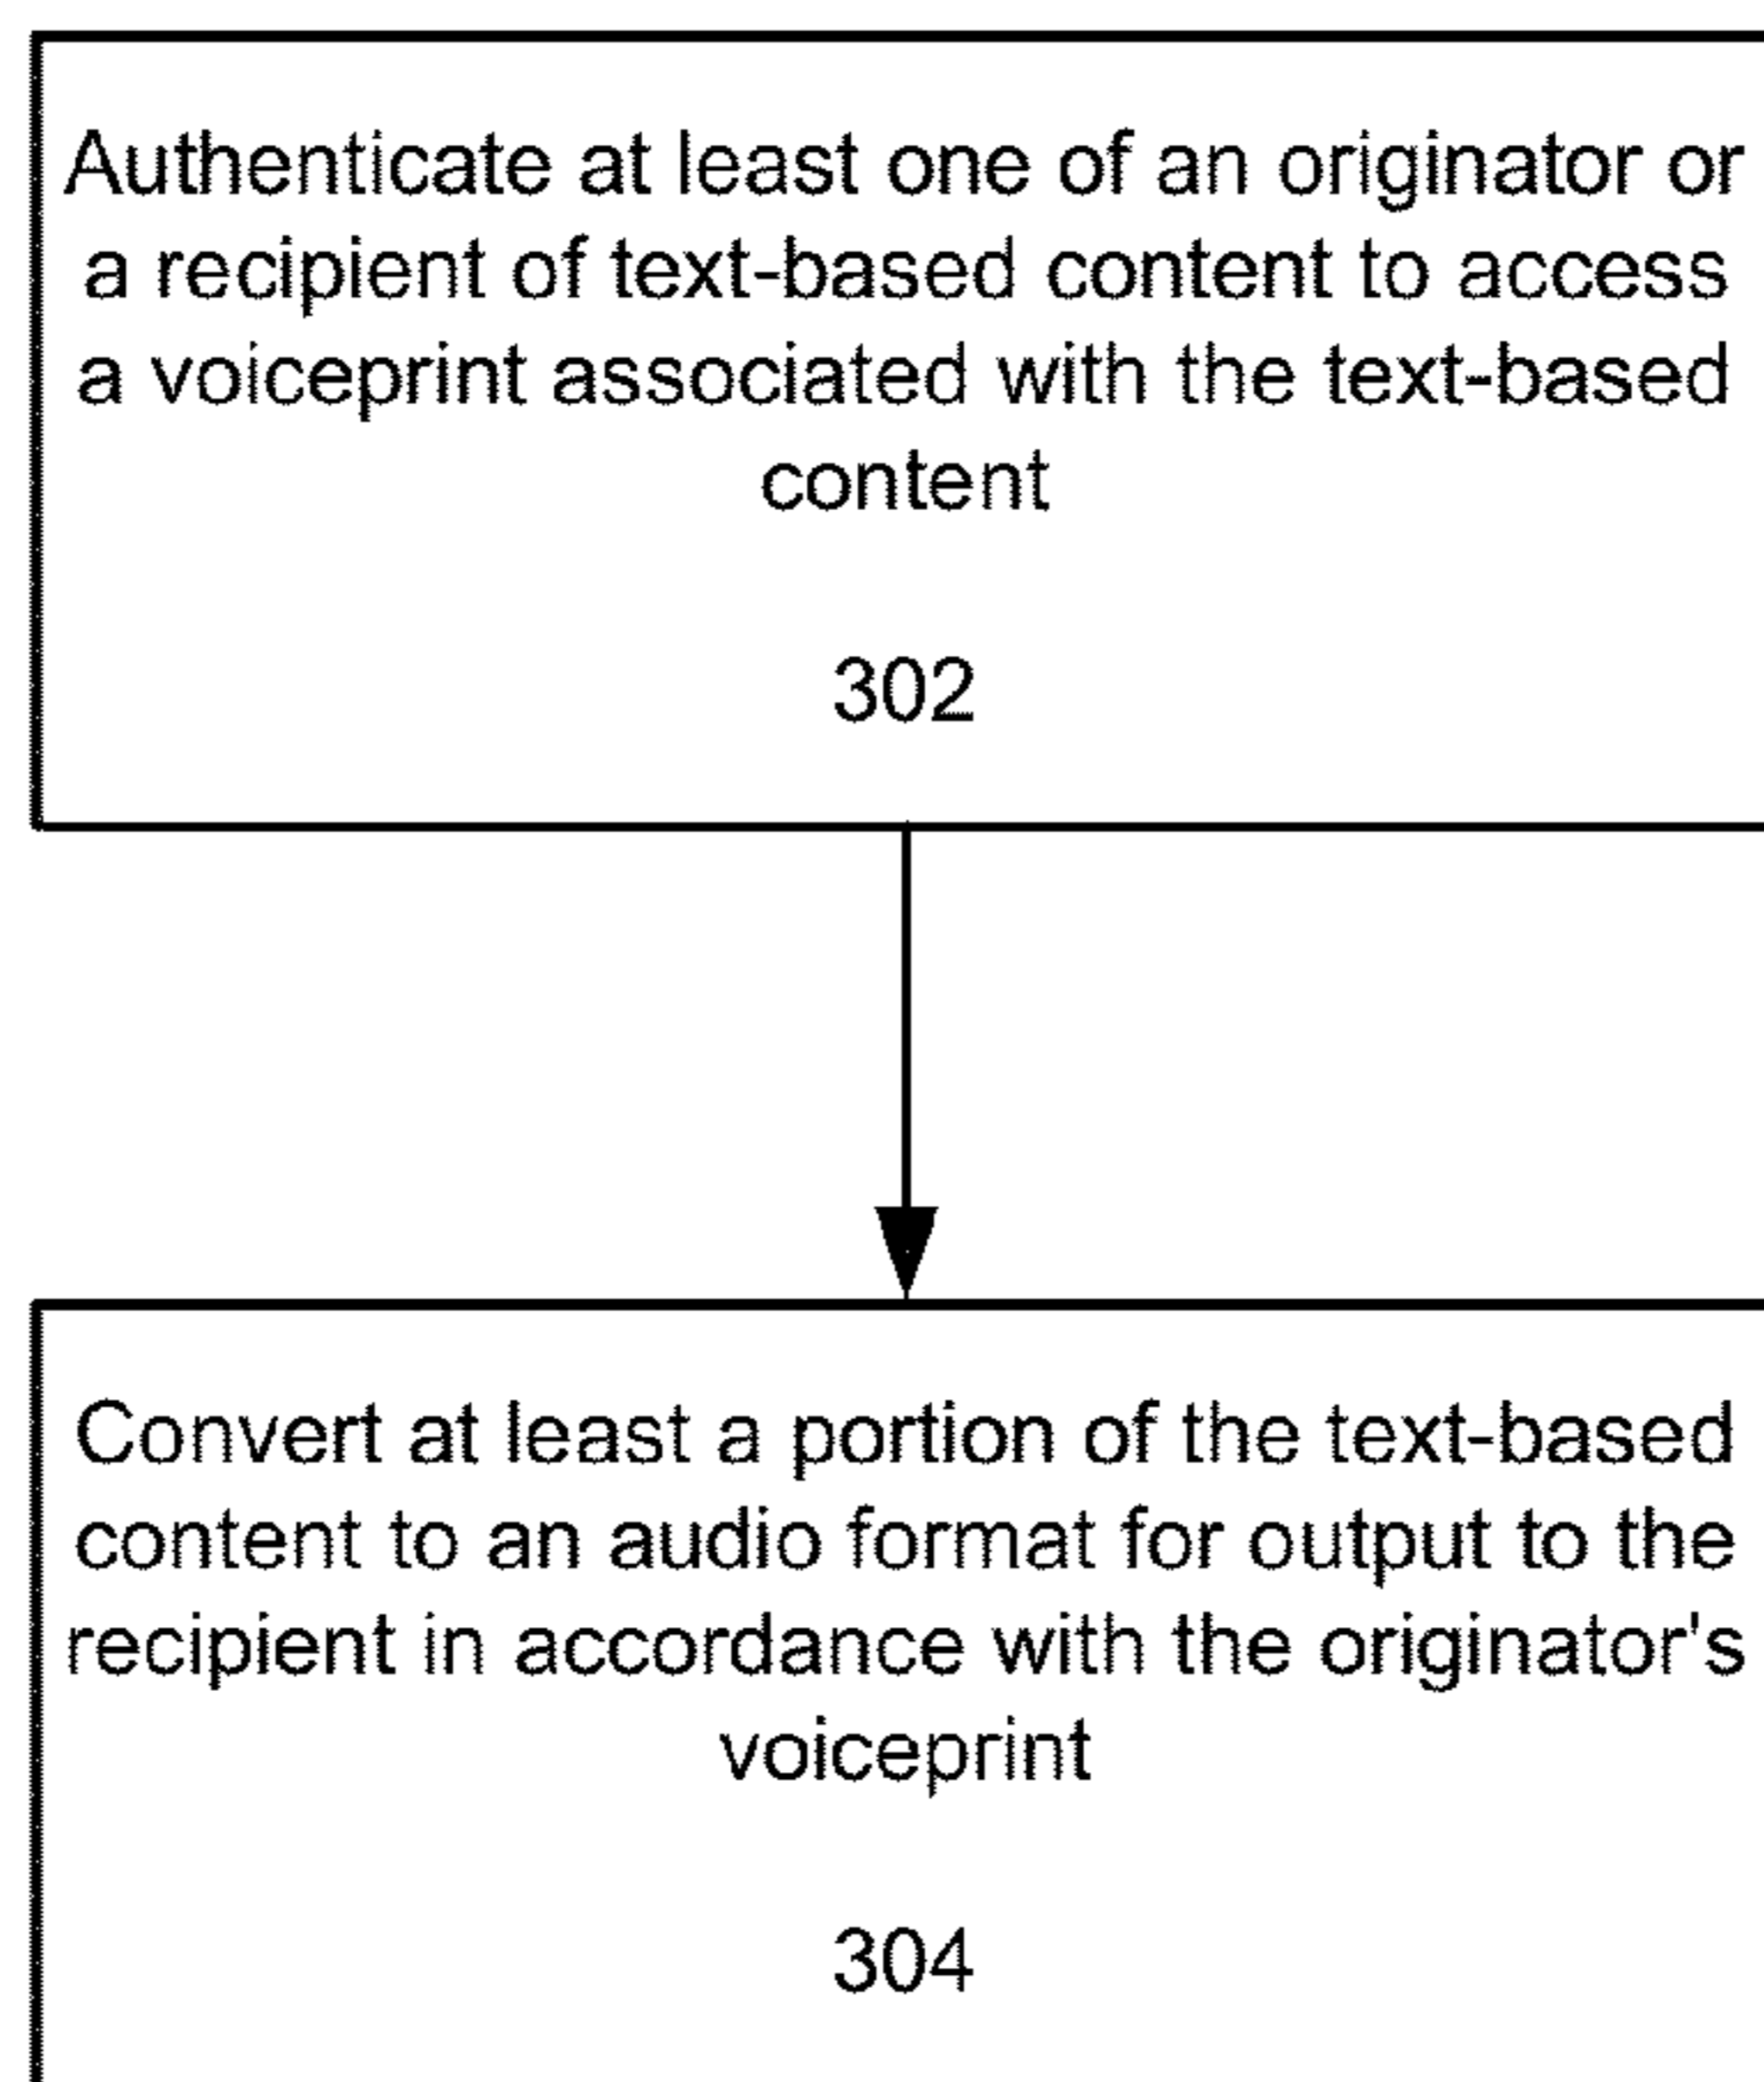 Authenticate at least one of an originator or
a recipient of text-based content to access
a voiceprint associated with the text-based
content
302
Convert at least a portion of the text-based
content to an audio format for output to the
recipient in accordance with the originator's
voiceprint
304